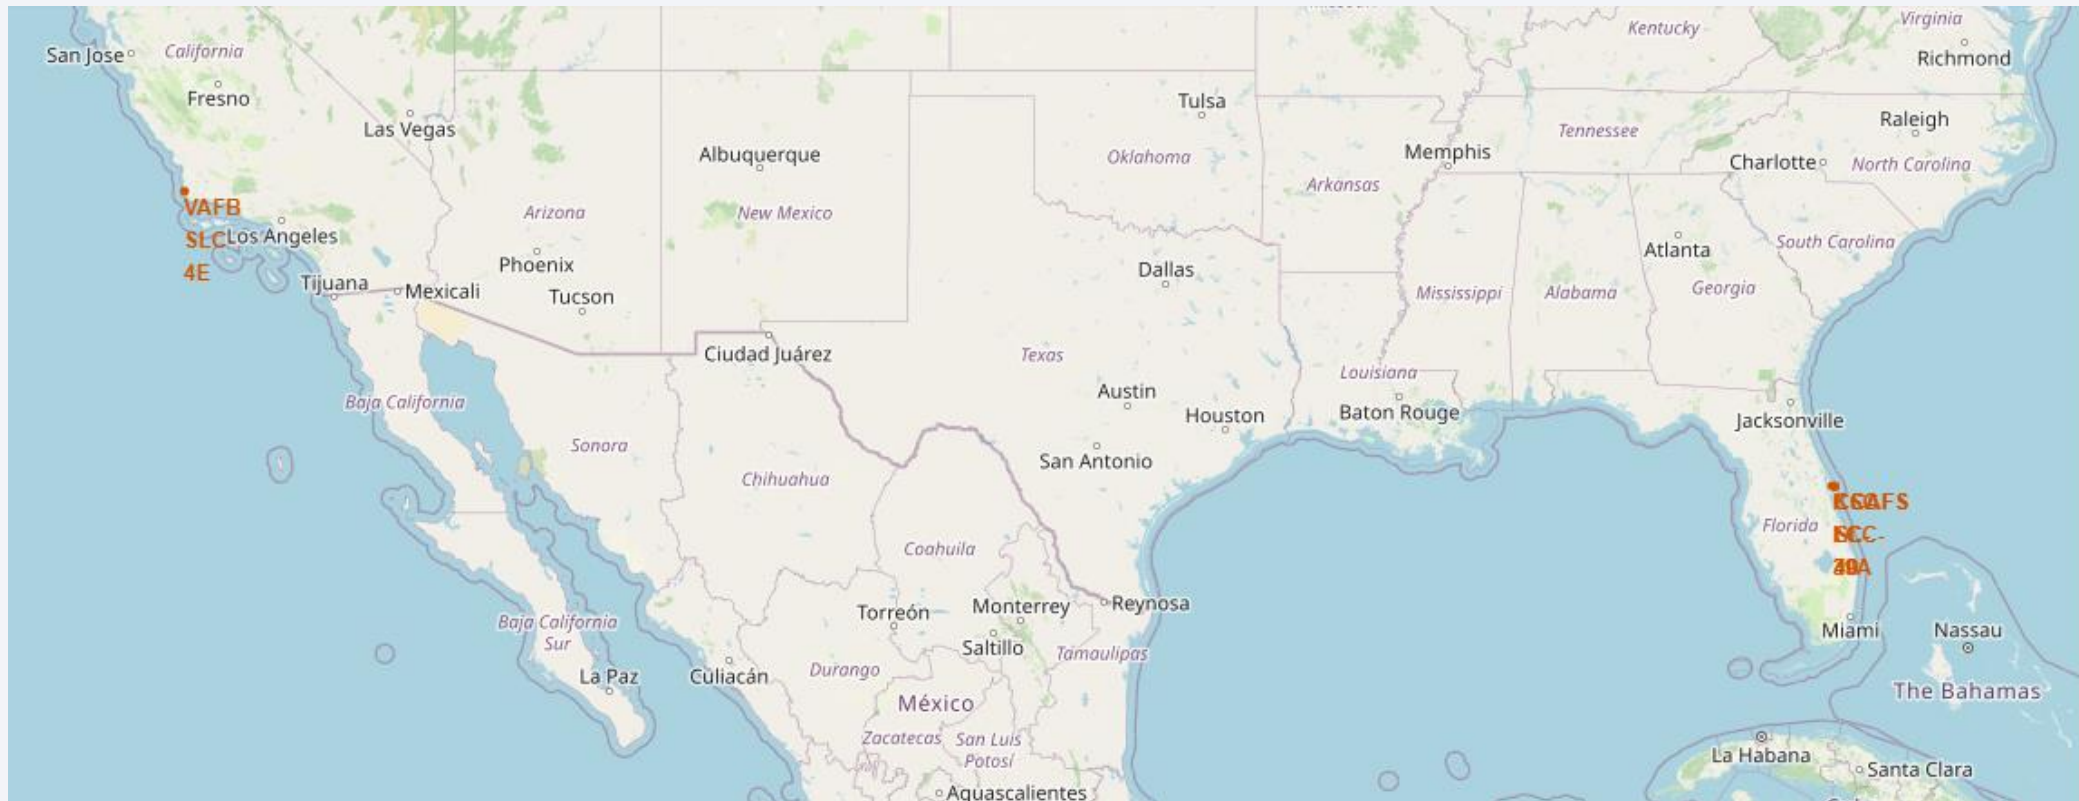 Virginia
Kentucky
San Jose
California
Richmond
Fresno
Tulsa
Las Vegas
Raleigh
Tennessee
Albuquerque
Oklahoma
Memphis
Charlotte
North Carolina
Arkansas
VAFB
SLC-
4E
Los Angeles
Arizona
New Mexico
South Carolina
Atlanta
Phoenix
Dallas
Tijuana
Mexicali
Tucson
Mississippi
Alabama
Georgia
Ciudad Juárez
Texas
Louisiana
Baja California
Austin
Houston
Baton Rouge
Jacksonville
Sonora
San Antonio
Chihuahua
Florida
Coahuila
Torreón
Monterrey
Reynosa
Baja California
Sur
Saltillo
Tamaulipas
Miami
Nassau
La Paz
Culiacán
Durango
The Bahamas
México
Zacatecas
San Luis
Potosí
La Habana
Santa Clara
Aguascalientes